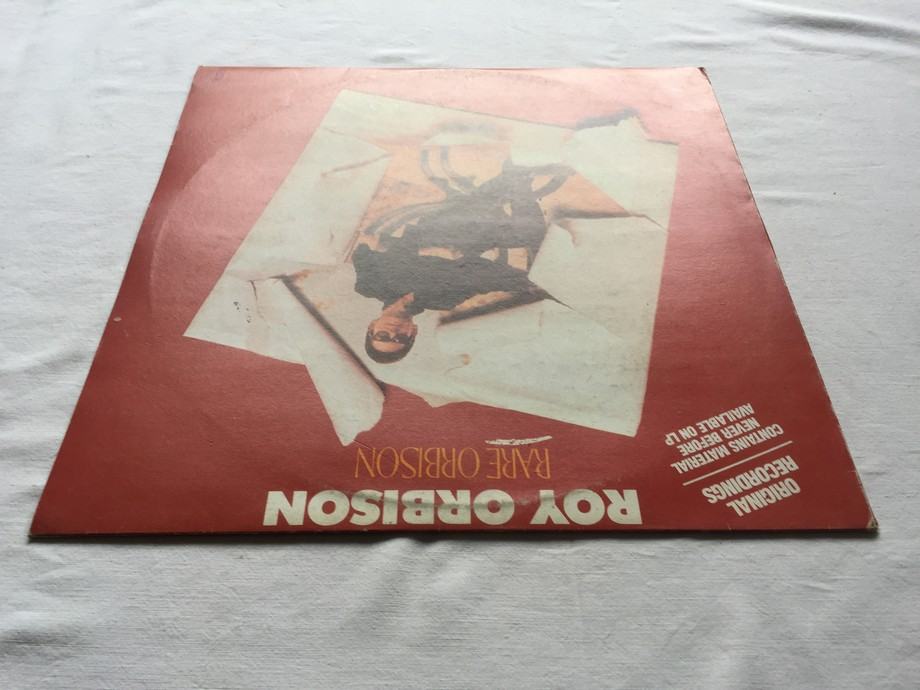 ROY ORBISON
RARE ORBISON
ORIGINAL
RECORDINGS
CONTAINS MATERIAL
NEVER BEFORE
AVAILABLE ON LP